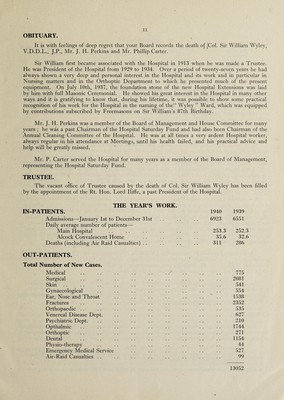 11
OBITUARY.
It is with feelings of deep regret that your Board records the death of Col. Sir William Wyley,
V.D.D.L., J.P., Mr. J. H. Perkins and Mr. Phillip Carter.
Sir William first became associated with the Hospital in 1913 when he was made a Trustee.
He was President of the Hospital from 1929 to 1934. Over a period of twenty-seven years he had
always shown a very deep and personal interest in the Hospital and its work and in particular in
Nursing matters and in the Orthopædic Department to which he presented much of the present
equipment. On July 10th, 1937, the foundation stone of the new Hospital Extensions was laid
by him with full Masonic Ceremonial. He showed his great interest in the Hospital in many other
ways and it is gratifying to know that, during his lifetime, it was possible to show some practical
recognition of his work for the Hospital in the naming of the "Wyley" Ward, which was equipped
by contributions subscribed by Freemasons on Sir William's 87th Birthday.
Mr. J. H. Perkins was a member of the Board of Management and House Committee for many
years; he was a past Chairman of the Hospital Saturday Fund and had also been Chairman of the
Annual Cleaning Committee of the Hospital. He was at all times a very ardent Hospital worker,
always regular in his attendance at Meetings, until his health failed, and his practical advice and
help will be greatly missed.
Mr. P. Carter served the Hospital for many years as a member of the Board of Management,
representing the Hospital Saturday Fund.
TRUSTEE.
The vacant office of Trustee caused by the death of Col. Sir William Wyley has been filled
by the appointment of the Rt. Hon. Lord Iliffe, a past President of the Hospital.
THE YEAR'S WORK.
IN-PATIENTS. 1940 1939
Admissions—January 1st to December 31st .. .. .. 6923 6551
Daily average number of patients—
Main Hospital .. .. .. .. .. 253.3 252.5
Alcock Convalescent Home .. .. .. .. 35.6 32.6
Deaths (including Air Raid Casualties) .. .. .. .. 311 286
OUT-PATIENTS.
Total Number of New Cases.
Medical .. .. .. .. .. 775
Surgical .. .. .. .. .. 2001
Skin .. .. .. .. .. 541
Gynaecological .. .. .. .. .. 554
Ear, Nose and Throat .. .. .. .. .. 1538
Fractures .. .. .. .. .. 2352
Orthopaedic .. .. .. .. .. 535
Venereal Disease Dept. .. .. .. .. .. 627
Psychiatric Dept. .. .. .. .. .. 210
Opthalmic .. .. .. .. .. 1744
Orthoptic .. .. .. .. .. 271
Dental .. .. .. .. .. 1154
Physio-therapy .. .. .. .. .. 44
Emergency Medical Service .. .. .. .. .. 527
Air-Raid Casualties .. .. .. .. .. 99
13052